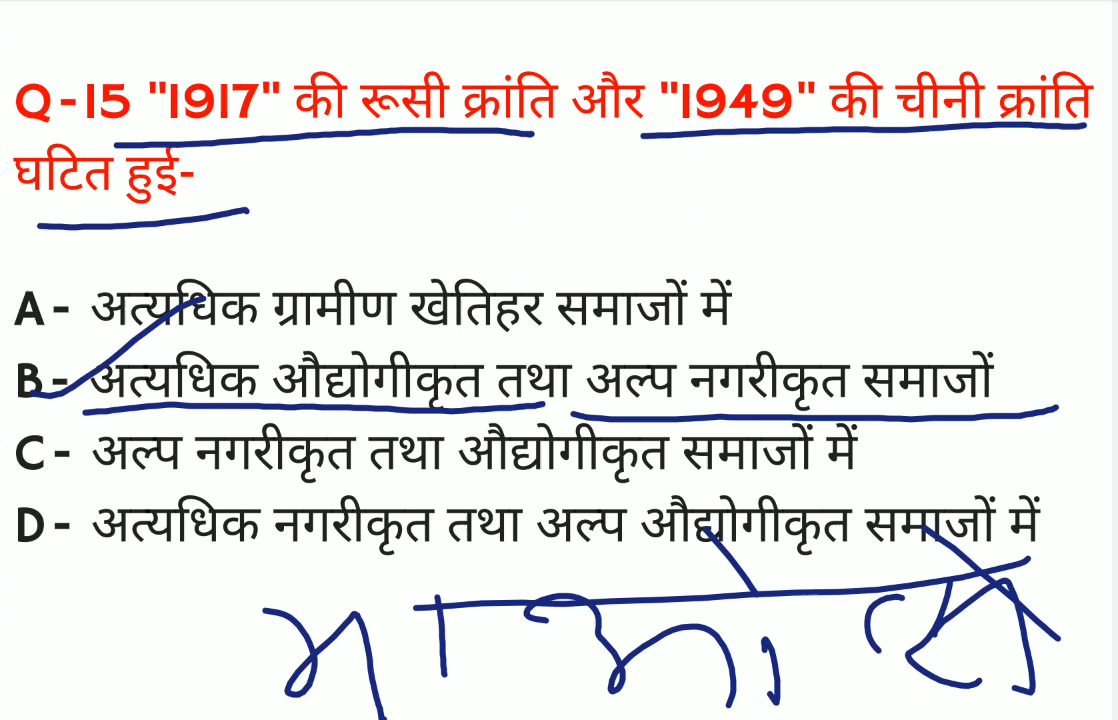 Q-15 "1917" की रूसी क्रांति और "1949" की चीनी क्रांति
घटित हुई-
A- अत्यधिक ग्रामीण खेतिहर समाजों में
B- अत्यधिक औद्योगीकृत तथा अल्प नगरीकृत समाजों
C- अल्प नगरीकृत तथा औद्योगीकृत समाजों में
D- अत्यधिक नगरीकृत तथा अल्प औद्योगीकृत समाजों में